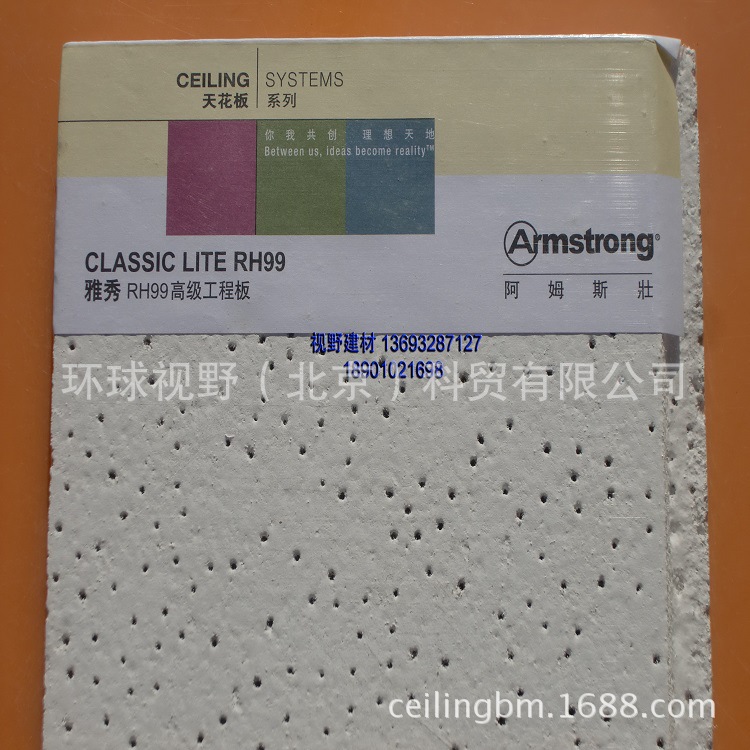 CEILING SYSTEMS
天花板 系列
你我共创 理想天地
Between us, ideas become reality™
Armstrong®
阿姆斯壯
CLASSIC LITE RH99
雅秀 RH99高级工程板
视野建材 13693287127
18901021698
环球视野（北京）科贸有限公司
ceilingbm.1688.com